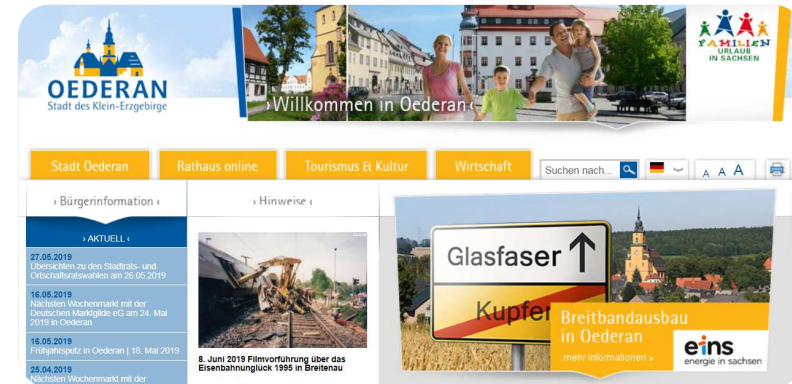 OEDERAN
Stadt des Klein-Erzgebirge
›Willkommen in Oederan‹
FAMILIEN
URLAUB
IN SACHSEN
Stadt Oederan
Rathaus online
Tourismus & Kultur
Wirtschaft
Suchen nach...
A A A
› Bürgerinformation ‹
› Hinweise ‹
› AKTUELL ‹
27.05.2019
Übersichten zu den Stadtrats- und
Ortschaftsratswahlen am 26.05.2019
16.05.2019
Nächsten Wochenmarkt mit der
Deutschen Marktgilde eG am 24. Mai
2019 in Oederan
16.05.2019
Frühjahrsputz in Oederan | 18. Mai 2019
25.04.2019
Nächsten Wochenmarkt mit der
8. Juni 2019 Filmvorführung über das
Eisenbahnunglück 1995 in Breitenau
Glasfaser
Kupfer
Breitbandausbau
in Oederan
mehr Informationen »
eins
energie in sachsen